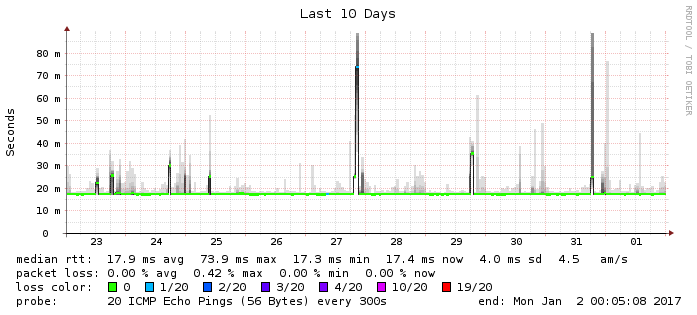 Last 10 Days
RRDTOOL / TOBI OETIKER
Seconds
80 m
70 m
60 m
50 m
40 m
30 m
20 m
10 m
0
23 24 25 26 27 28 29 30 31 01
median rtt: 17.9 ms avg 73.9 ms max 17.3 ms min 17.4 ms now 4.0 ms sd 4.5 am/s
packet loss: 0.00 % avg 0.42 % max 0.00 % min 0.00 % now
loss color: 0 1/20 2/20 3/20 4/20 10/20 19/20
probe: 20 ICMP Echo Pings (56 Bytes) every 300s end: Mon Jan 2 00:05:08 2017